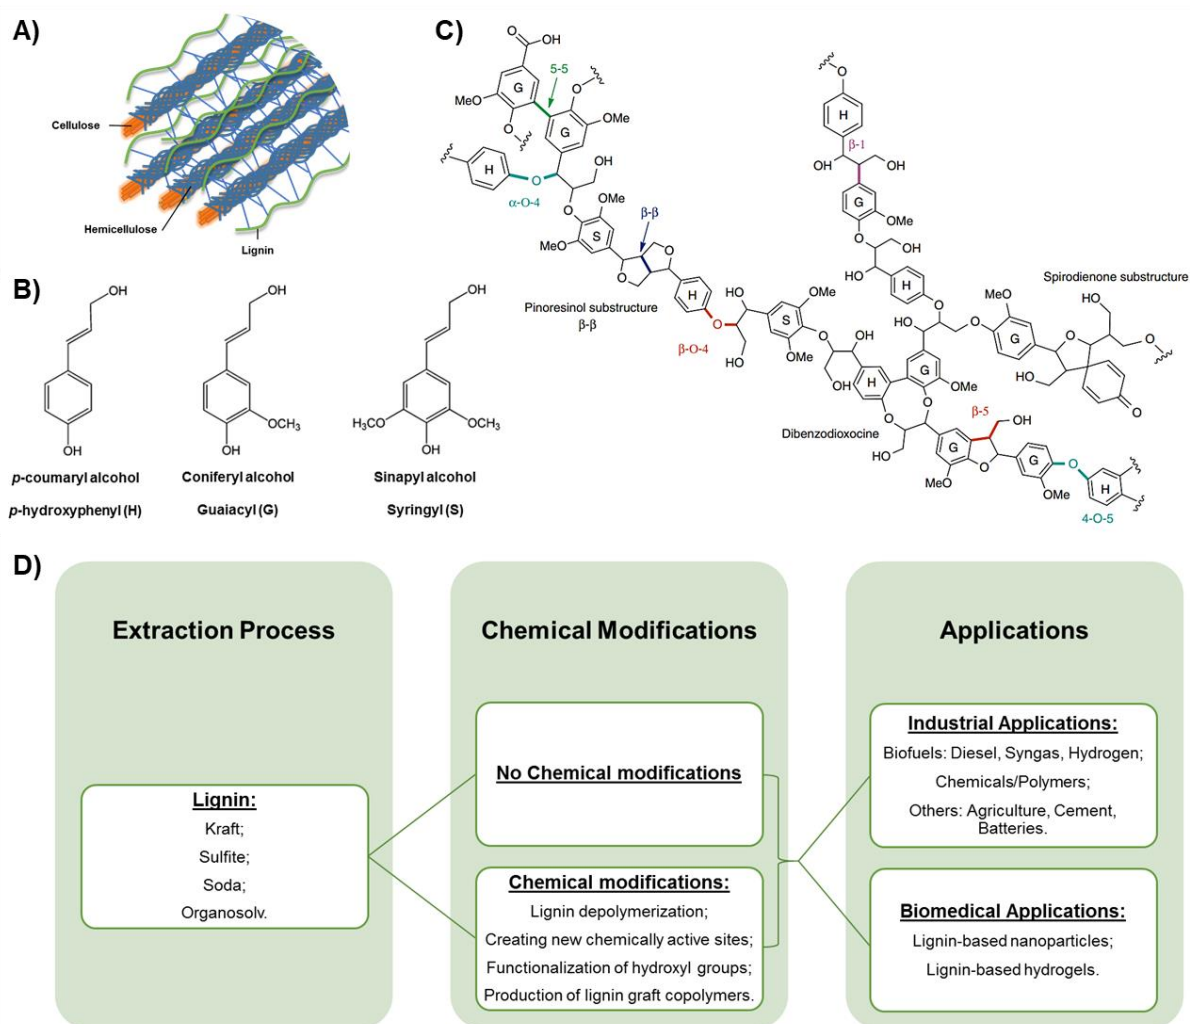 A)
Cellulose
Hemicellulose
Lignin
B)
OH
OH
p-coumaryl alcohol
p-hydroxyphenyl (H)
OH
OCH₃
OH
Coniferyl alcohol
Guaiacyl (G)
OH
H₃CO
OCH₃
OH
Sinapyl alcohol
Syringyl (S)
C)
O
OH
5-5
G
MeO
O
O
G
OMe
H
O
α-O-4
HO
O
OMe
S
MeO
β-β
O
O
Pinoresinol substructure
β-β
H
O
β-O-4
HO
HO
S
OMe
OMe
O
OH
HO
H
O
H
β-1
OH
OH
G
OMe
O
OH
HO
H
O
HO
O
G
OMe
MeO
G
Spirodienone substructure
HO
O
O
HO
O
O
O
Dibenzodioxocine
HO
G
MeO
β-5
OH
O
G
OMe
O
H
4-O-5
D)
Extraction Process
Lignin:
Kraft;
Sulfite;
Soda;
Organosolv.
Chemical Modifications
No Chemical modifications
Chemical modifications:
Lignin depolymerization;
Creating new chemically active sites;
Functionalization of hydroxyl groups;
Production of lignin graft copolymers.
Applications
Industrial Applications:
Biofuels: Diesel, Syngas, Hydrogen;
Chemicals/Polymers;
Others: Agriculture, Cement,
Batteries.
Biomedical Applications:
Lignin-based nanoparticles;
Lignin-based hydrogels.